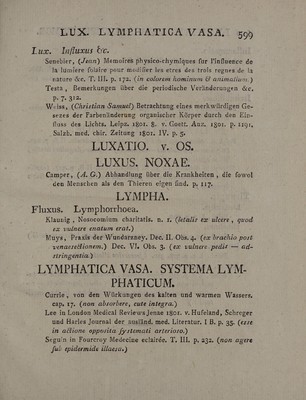 LUX. LYMPHATICA VASA. 599
Lux. Influxus &c.
Senebier, (Jean) Memoires physico-chymiques sur l'influence de
la lumiere solaire pour modifier les etres des trois regnes de la
nature &c. T. III. p. 172. (in colorem hominum & animalium.)
Testa, Bemerkungen über die periodische Veränderungen &c.
p. 7. 312.
Weiss, (Christian Samuel) Betrachtung eines merkwürdigen Ge-
sezes der Farbenänderung organischer Körper durch den Ein-
fluss des Lichts. Leipz. 1801. 8. v. Goett. Anz. 1801. p. 1191.
Salzb. med. chir. Zeitung 1801. IV. p. 5.
LUXATIO. v. OS.
LUXUS. NOXAE.
Camper, (A. G.) Abhandlung über die Krankheiten, die sowol
den Menschen als den Thieren eigen sind. p. 117.
LYMPHA.
Fluxus. Lymphorrhoea.
Klauzig, Nosocomium charitatis. n. 1. (letalis ex ulcere, quod
ex vulnere enatum erat.)
Muys, Praxis der Wundarzney. Dec. II. Obs. 4. (ex brachio post
venaesectionem.) Dec. VI. Obs. 3. (ex vulnere pedis — ad-
stringentia.)
LYMPHATICA VASA. SYSTEMA LYM-
PHATICUM.
Currie, von den Würkungen des kalten und warmen Wassers.
cap. 17. (non absorbere, cute integra.)
Lee in London Medical Reviews Jenae 1801. v. Hufeland, Schreger
und Harles Journal der ausländ. med. Literatur. I B. p. 35. (esse
in actione opposita systemati arterioso.)
Seguin in Fourcroy Medecine eclairée. T. III. p. 232. (non agere
sub epidermide illaesa.)